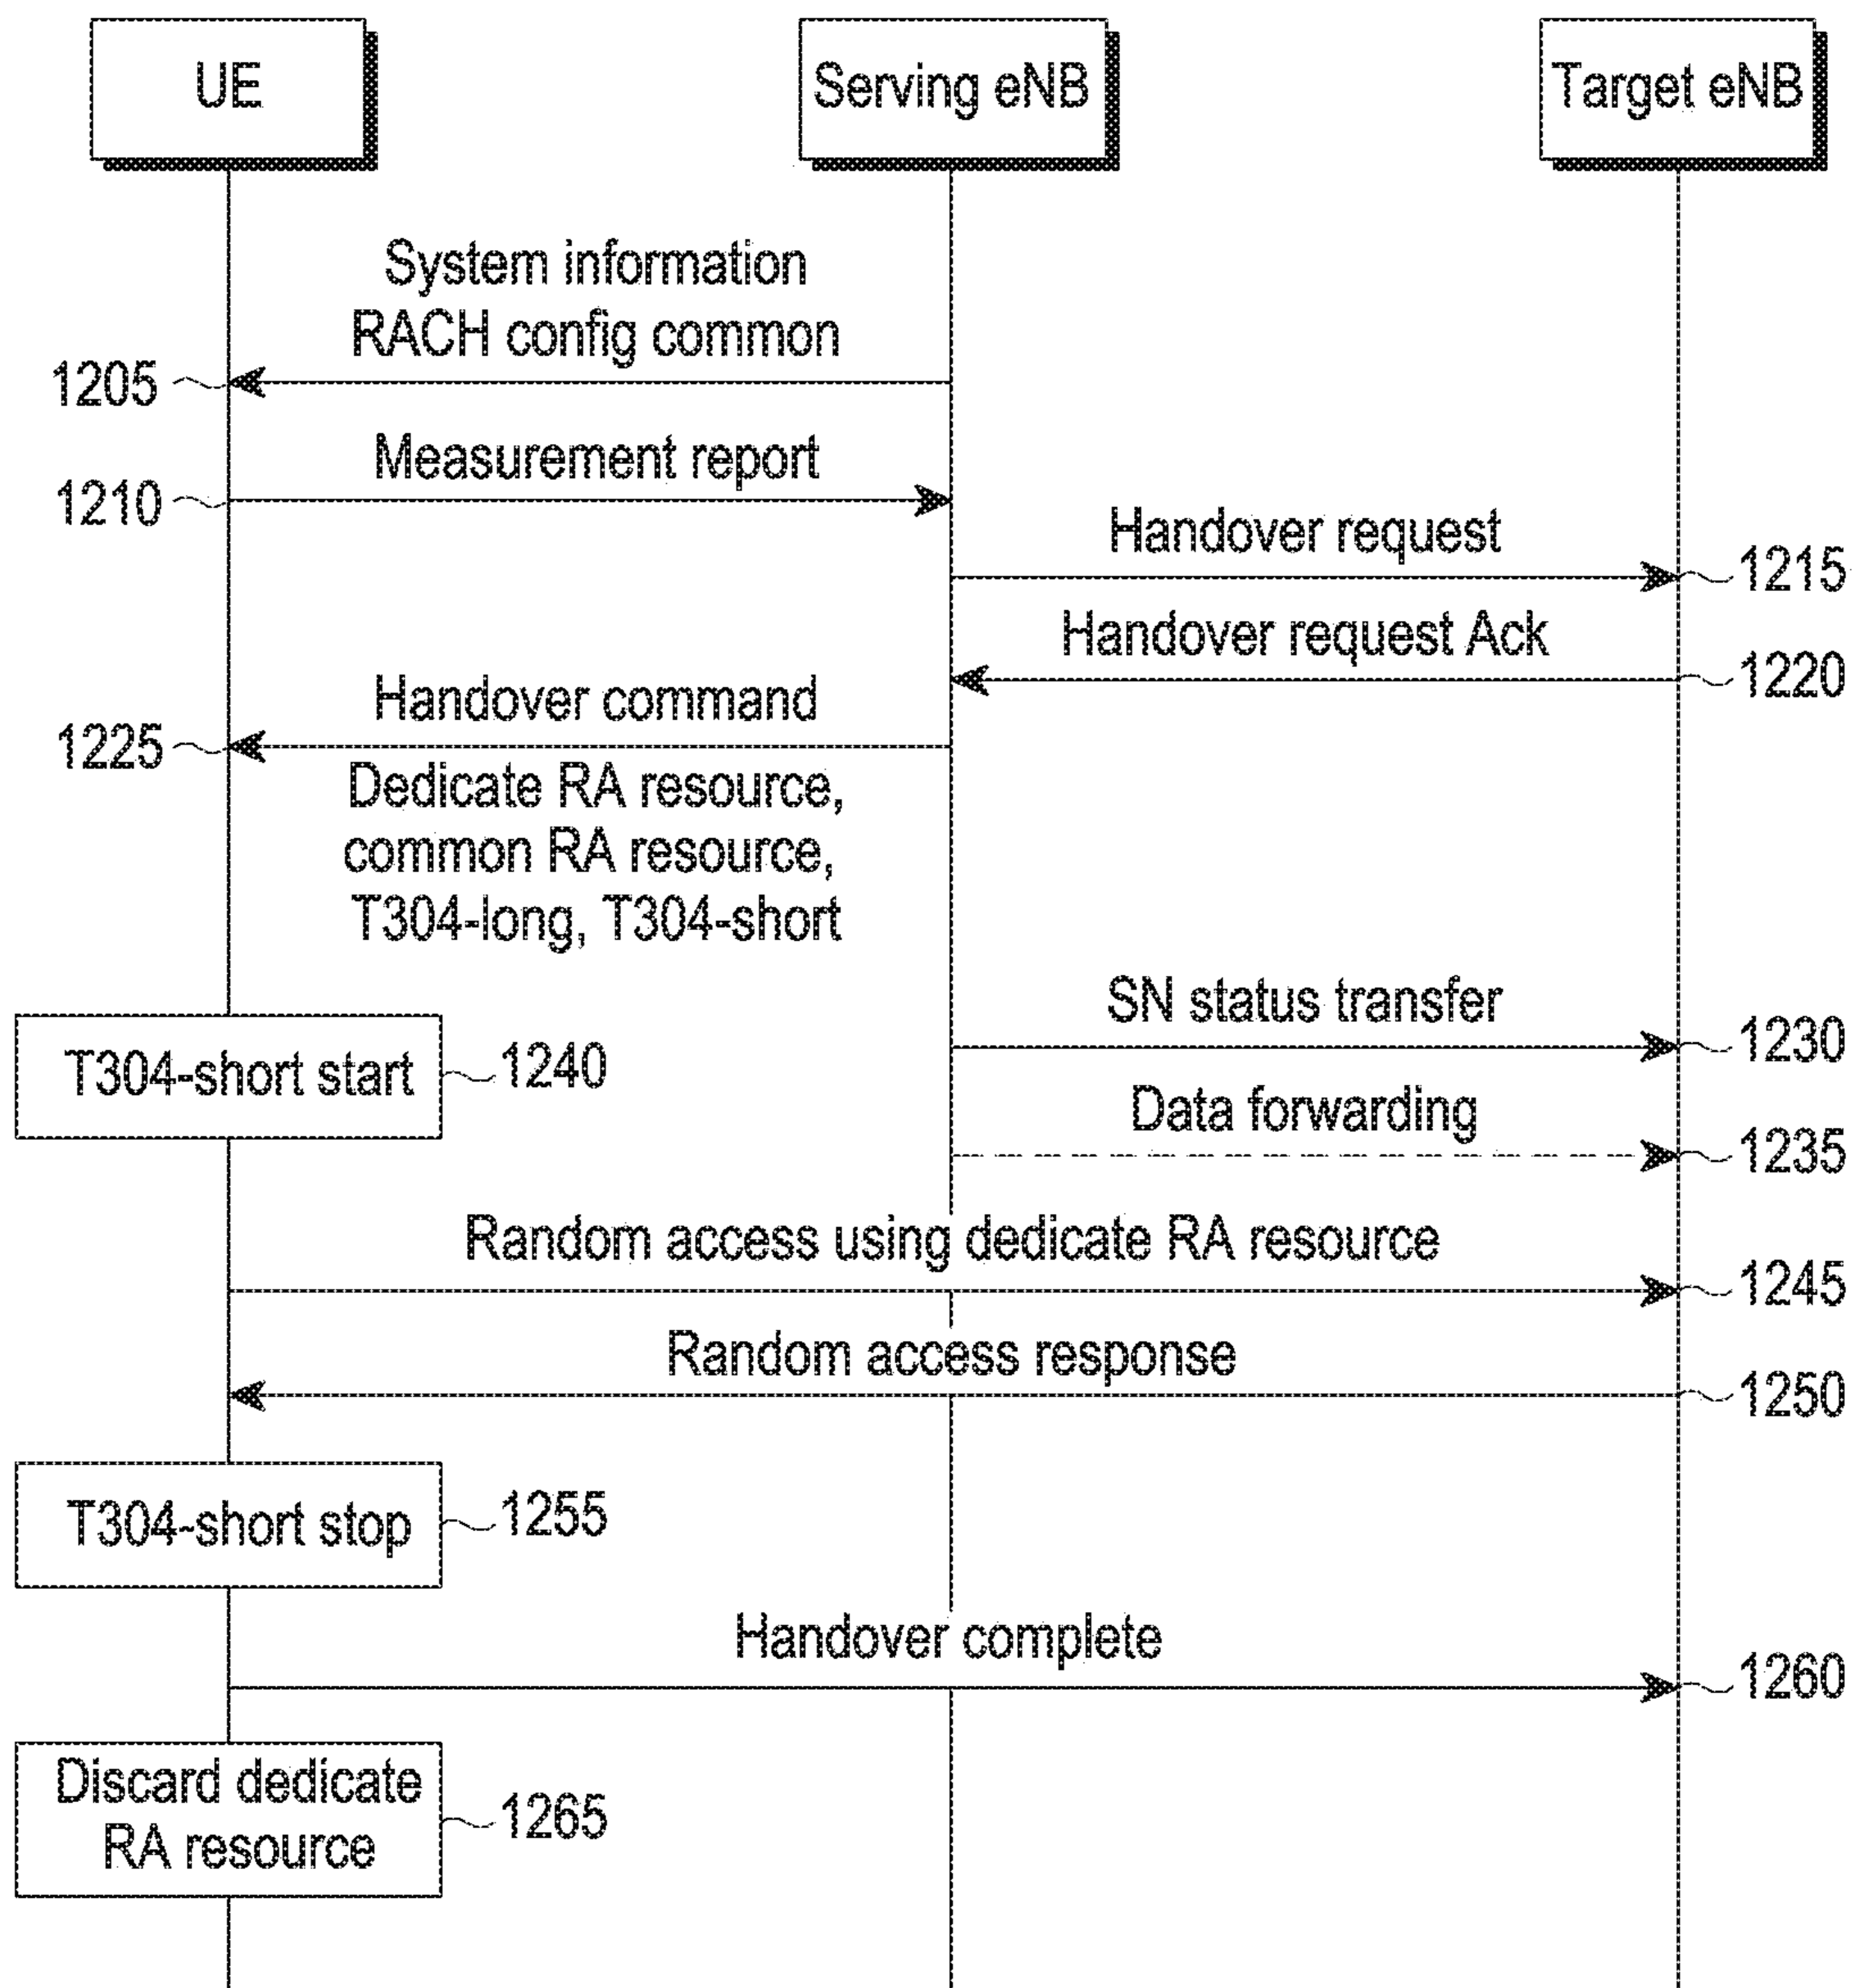 UE
Serving eNB
Target eNB
System information
RACH config common
1205
Measurement report
1210
Handover request
1215
Handover request Ack
1220
Handover command
1225
Dedicate RA resource,
common RA resource,
T304-long, T304-short
SN status transfer
1230
T304-short start
1240
Data forwarding
1235
Random access using dedicate RA resource
1245
Random access response
1250
T304-short stop
1255
Handover complete
1260
Discard dedicate
RA resource
1265